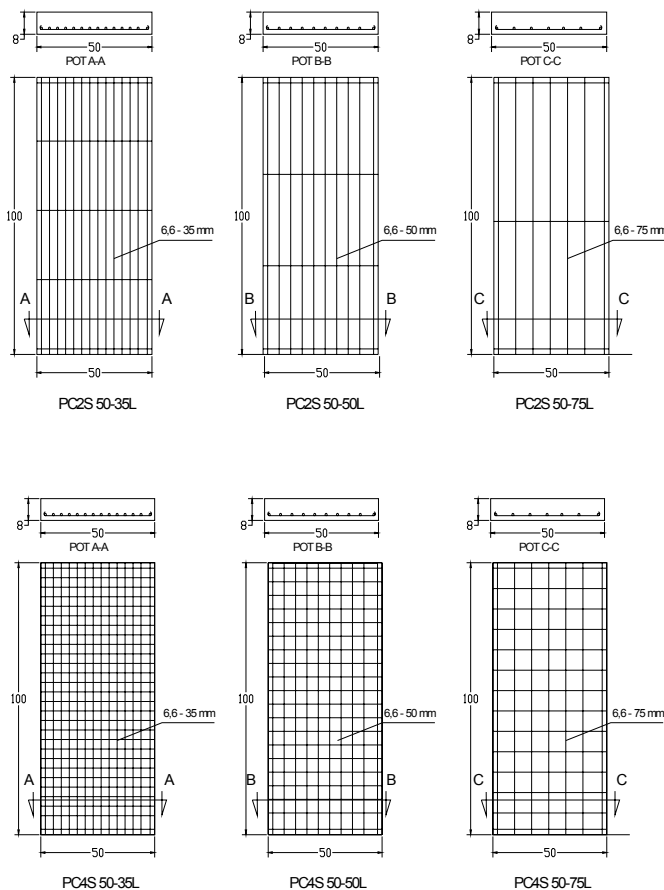 8
50
POT A-A
8
50
POT B-B
8
50
POT C-C
100
6,6 - 35 mm
A
A
50
PC2S 50-35L
100
6,6 - 50 mm
B
B
50
PC2S 50-50L
100
6,6 - 75 mm
C
C
50
PC2S 50-75L
8
50
POT A-A
8
50
POT B-B
8
50
POT C-C
100
6,6 - 35 mm
A
A
50
PC4S 50-35L
100
6,6 - 50 mm
B
B
50
PC4S 50-50L
100
6,6 - 75 mm
C
C
50
PC4S 50-75L